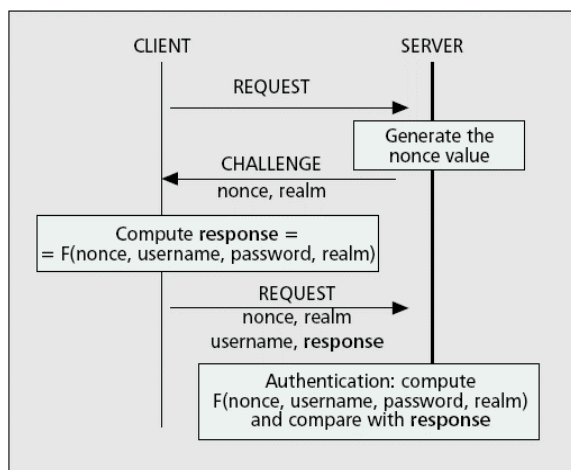 CLIENT
SERVER
REQUEST
Generate the
nonce value
CHALLENGE
nonce, realm
Compute response =
= F(nonce, username, password, realm)
REQUEST
nonce, realm
username, response
Authentication: compute
F(nonce, username, password, realm)
and compare with response